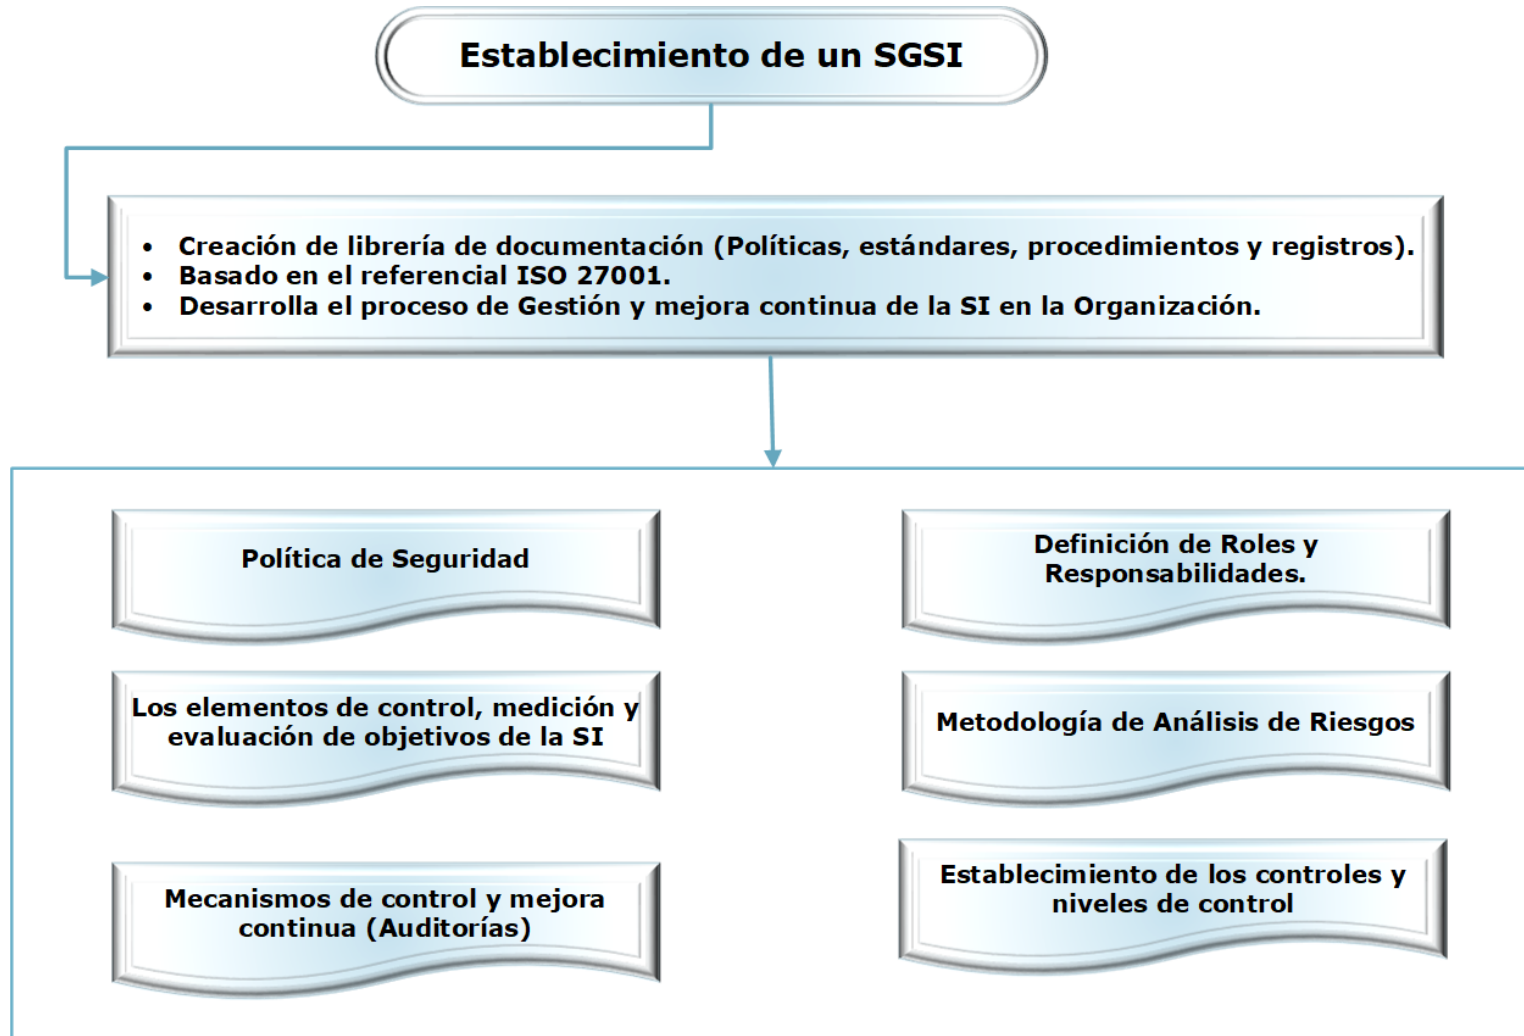 Establecimiento de un SGSI
• Creación de librería de documentación (Políticas, estándares, procedimientos y registros).
• Basado en el referencial ISO 27001.
• Desarrolla el proceso de Gestión y mejora continua de la SI en la Organización.
Política de Seguridad
Definición de Roles y
Responsabilidades.
Los elementos de control, medición y
evaluación de objetivos de la SI
Metodología de Análisis de Riesgos
Mecanismos de control y mejora
continua (Auditorías)
Establecimiento de los controles y
niveles de control